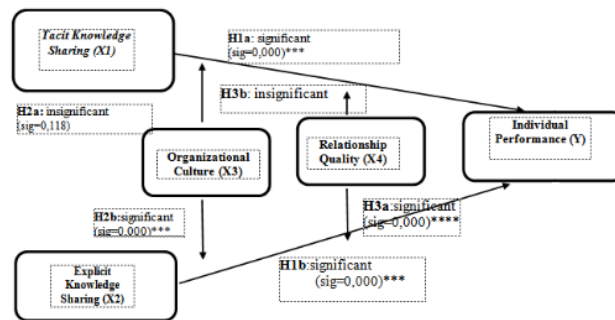 Tacit Knowledge
Sharing (X1)
H1a: significant
(sig=0,000)***
H2a: insignificant
(sig=0,118)
H3b: insignificant
Organizational
Culture (X3)
Relationship
Quality (X4)
Individual
Performance (Y)
H2b:significant
(sig=0.000)***
H3a:significant
(sig=0,000)****
Explicit
Knowledge
Sharing (X2)
H1b:significant
(sig=0,000)***